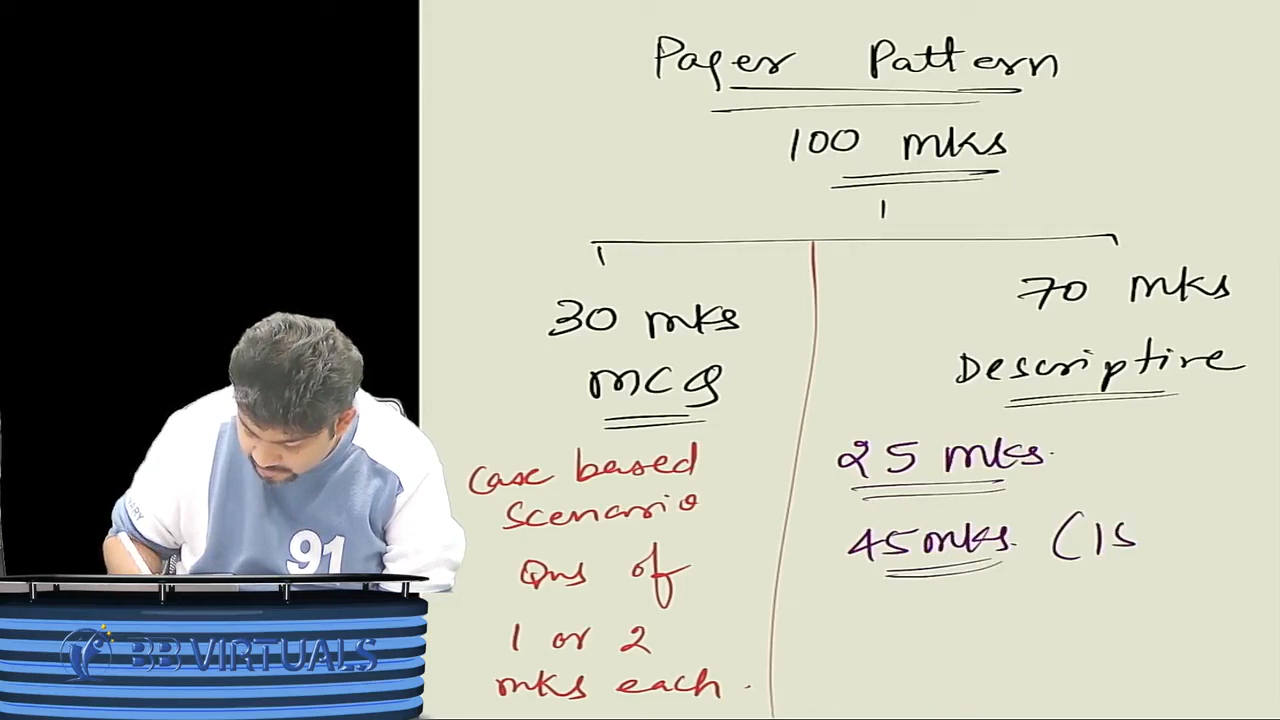 Paper Pattern
100 mks
30 mks
MCQ
Case based
Scenario
Qns of
1 or 2
mks each.
70 mks
Descriptive
25 mks.
45 mks. (15
91
BB VIRTUALS